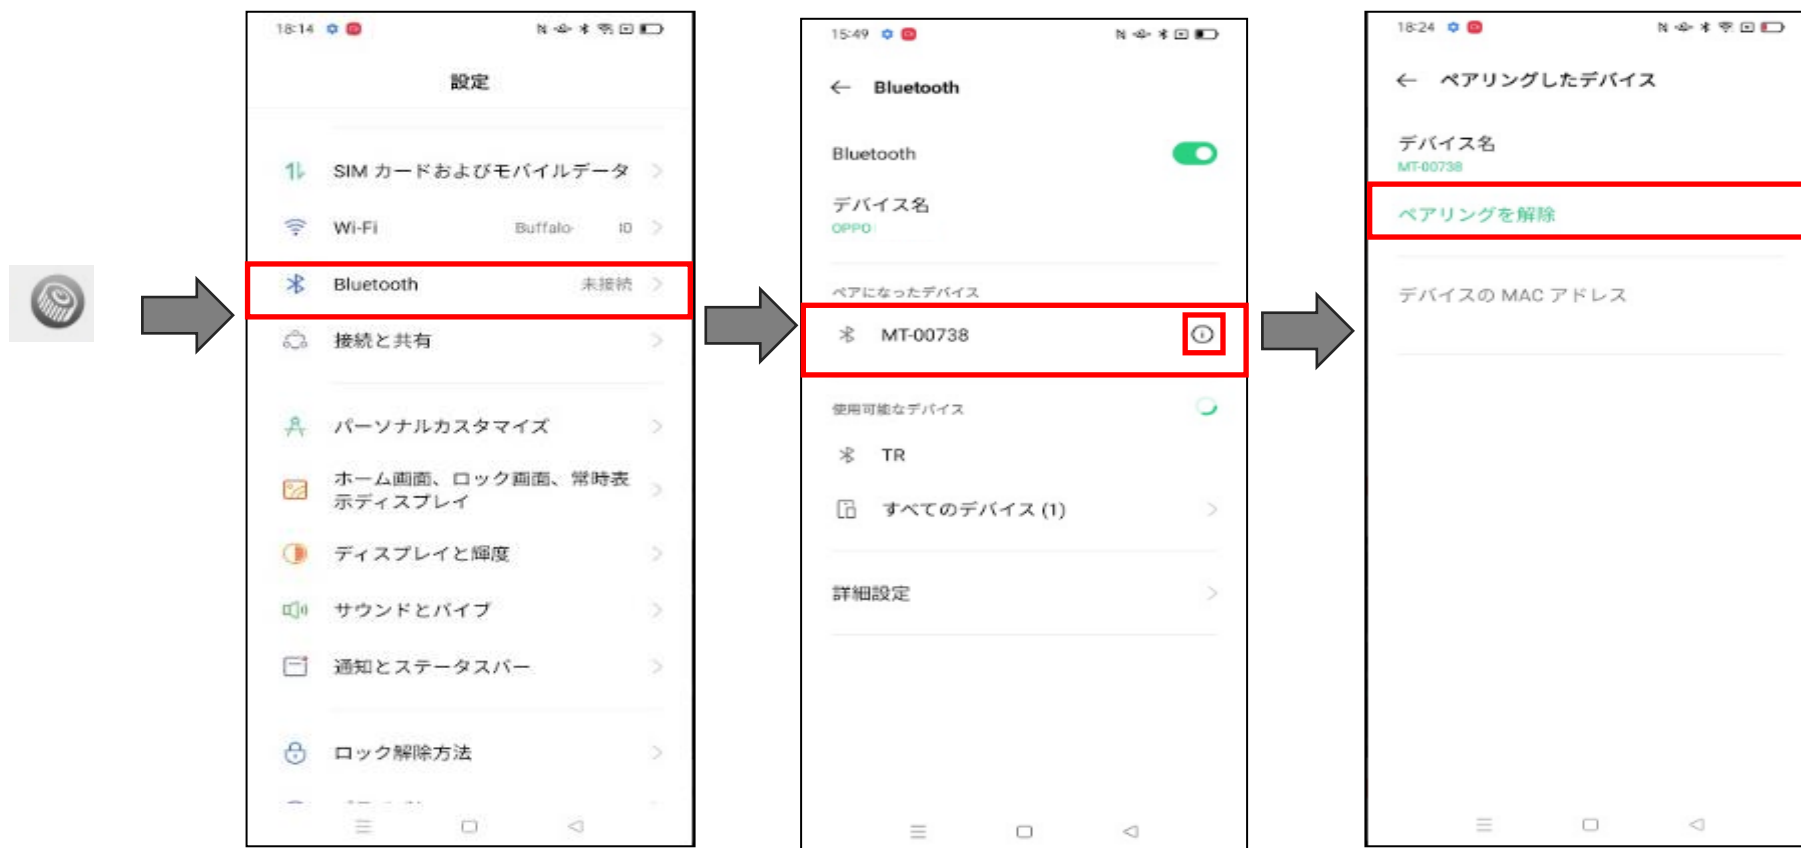 18:14
設定
SIM カードおよびモバイルデータ
Wi-Fi Buffalo- ID
Bluetooth 未接続
接続と共有
パーソナルカスタマイズ
ホーム画面、ロック画面、常時表
示ディスプレイ
ディスプレイと輝度
サウンドとバイブ
通知とステータスバー
ロック解除方法
15:49
Bluetooth
Bluetooth
デバイス名
OPPO
ペアになったデバイス
MT-00738
使用可能なデバイス
TR
すべてのデバイス (1)
詳細設定
18:24
ペアリングしたデバイス
デバイス名
MT-00738
ペアリングを解除
デバイスの MAC アドレス